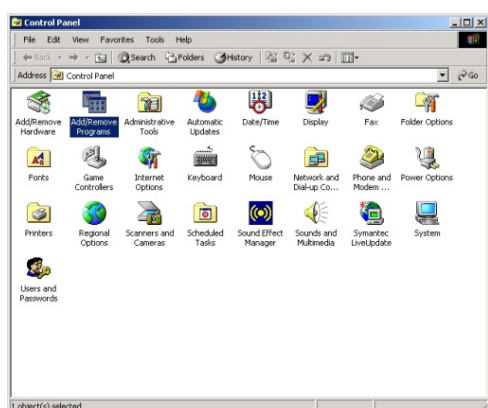 Control Panel
File Edit View Favorites Tools Help
Back Search Folders History
Address Control Panel Go
Add/Remove Hardware
Add/Remove Programs
Administrative Tools
Automatic Updates
Date/Time
Display
Fax
Folder Options
Fonts
Game Controllers
Internet Options
Keyboard
Mouse
Network and Dial-up Co...
Phone and Modem ...
Power Options
Printers
Regional Options
Scanners and Cameras
Scheduled Tasks
Sound Effect Manager
Sounds and Multimedia
Symantec LiveUpdate
System
Users and Passwords
1 object(s) selected